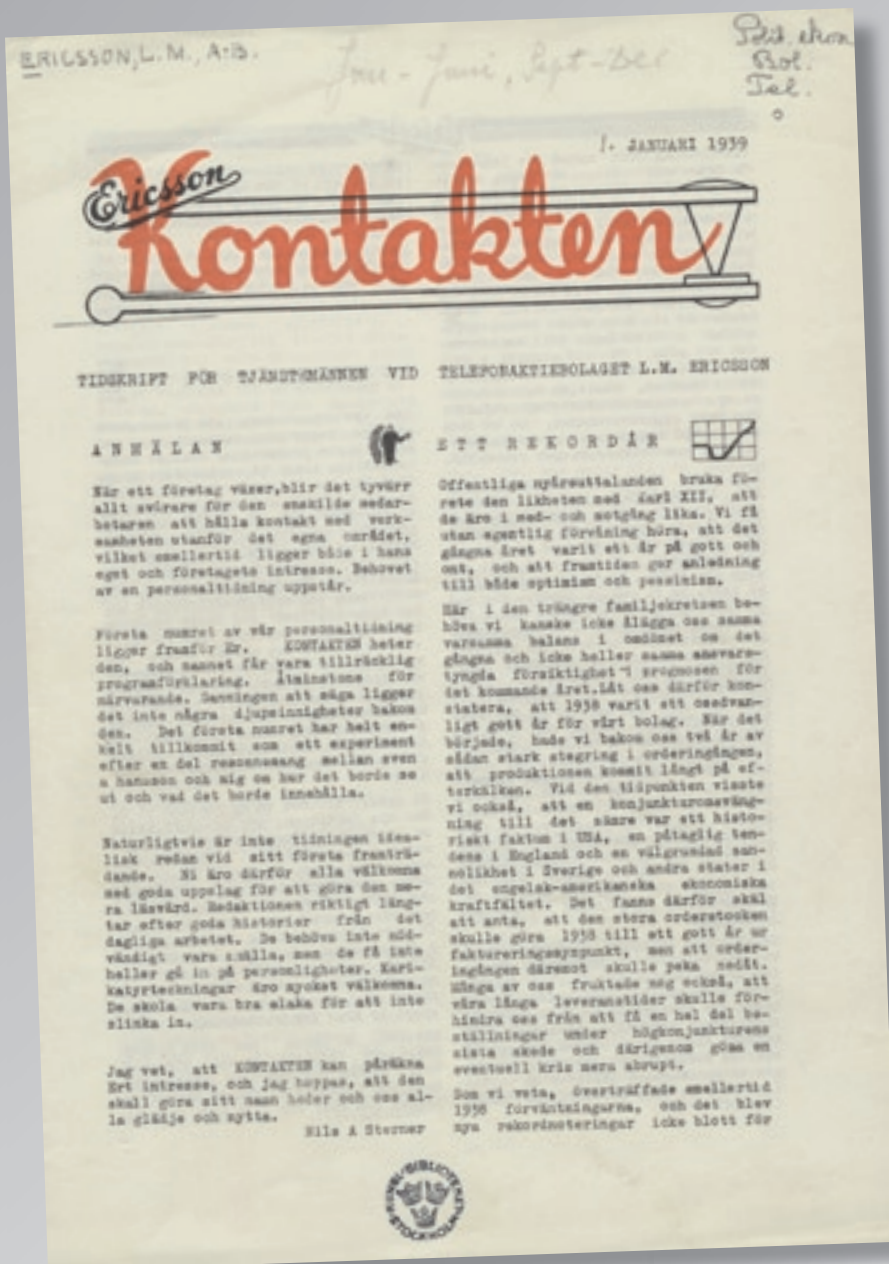 ERICSSON, L.M., A-B.
Juni, Sept-Dec
Polit. ekon
Bol.
Tel.
1. JANUARI 1939
Ericsson
Kontakten
TIDSKRIFT FÖR TJÄNSTEMÄNNEN VID TELEFONAKTIEBOLAGET L.M. ERICSSON
ANMÄLAN
När ett företag växer,blir det tyvärr
allt svårare för den enskilde medar-
betaren att hålla kontakt med verk-
samheten utanför det egna området,
vilket emellertid ligger både i hans
eget och företagets intresse. Behovet
av en personaltidning uppstår.
Första numret av vår personaltidning
ligger framför Er. KONTAKTEN heter
den, och namnet får vara tillräcklig
programförklaring. Åtminstone för
närvarande. Sanningen att säga ligger
det inte några djupsinnigheter bakom
den. Det första numret har helt en-
kelt tillkommit som ett experiment
efter en del resonemang mellan sven
a hansson och mig om hur det borde se
ut och vad det borde innehålla.
Naturligtvis är inte tidningen idea-
lisk redan vid sitt första framträ-
dande. Ni äro därför alla välkomna
med goda uppslag för att göra den me-
ra läsvärd. Redaktionen riktigt läng-
tar efter goda historier från det
dagliga arbetet. De behöva inte nöd-
vändigt vara snälla, men de få inte
heller gå in på personligheter. Kari-
katyrteckningar äro mycket välkomna.
De skola vara bra elaka för att inte
slinka in.
Jag vet, att KONTAKTEN kan påräkna
Ert intresse, och jag hoppas, att den
skall göra sitt namn heder och oss al-
la glädje och nytta.
Nils A Sterner
ETT REKORDÅR
Offentliga nyårsuttalanden bruka fö-
rete den likheten med Karl XII, att
de äro i med- och motgång lika. Vi få
utan egentlig förvåning höra, att det
gångna året varit ett år på gott och
ont, och att framtiden ger anledning
till både optimism och pessimism.
Här i den trängre familjekretsen be-
höva vi kanske icke ålägga oss samma
varsamma balans i omdömet om det
gångna och icke heller samma ansvars-
tyngda försiktighet i prognosen för
det kommande året.Låt oss därför kon-
statera, att 1938 varit ett osedvan-
ligt gott år för vårt bolag. När det
började, hade vi bakom oss två år av
sådan stark stegring i orderingången,
att produktionen kommit långt på ef-
terkälken. Vid den tidpunkten visste
vi också, att en konjunkturomsväng-
ning till det sämre var ett histo-
riskt faktum i USA, en påtaglig ten-
dens i England och en välgrundad san-
nolikhet i Sverige och andra stater i
det engelsk-amerikanska ekonomiska
kraftfältet. Det fanns därför skäl
att anta, att den stora orderstocken
skulle göra 1938 till ett gott år ur
faktureringssynpunkt, men att order-
ingången däremot skulle peka nedåt.
Många av oss fruktade nog också, att
våra långa leveranstider skulle för-
hindra oss från att få en hel del be-
ställningar under högkonjunkturens
sista skede och därigenom göra en
eventuell kris mera abrupt.
Som vi veta, överträffade emellertid
1938 förväntningarna, och det blev
nya rekordnoteringar icke blott för
KUNGL. BIBLIOTEKET
STOCKHOLM